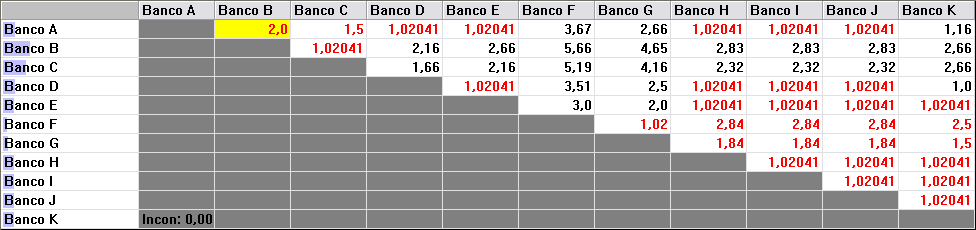 Banco A Banco B Banco C Banco D Banco E Banco F Banco G Banco H Banco I Banco J Banco K
Banco A 2,0 1,5 1,02041 1,02041 3,67 2,66 1,02041 1,02041 1,02041 1,16
Banco B 1,02041 2,16 2,66 5,66 4,65 2,83 2,83 2,83 2,66
Banco C 1,66 2,16 5,19 4,16 2,32 2,32 2,32 2,66
Banco D 1,02041 3,51 2,5 1,02041 1,02041 1,02041 1,0
Banco E 3,0 2,0 1,02041 1,02041 1,02041 1,02041
Banco F 1,02 2,84 2,84 2,84 2,5
Banco G 1,84 1,84 1,84 1,5
Banco H 1,02041 1,02041 1,02041
Banco I 1,02041 1,02041
Banco J 1,02041
Banco K Incon: 0,00